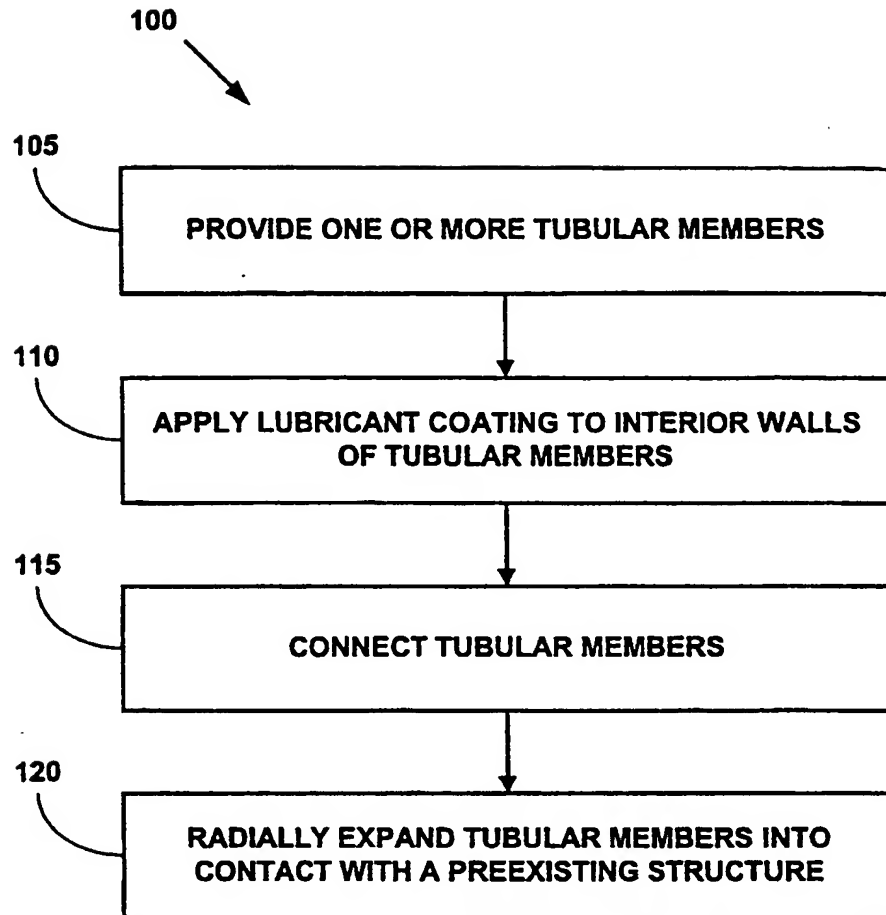 100
105
PROVIDE ONE OR MORE TUBULAR MEMBERS
110
APPLY LUBRICANT COATING TO INTERIOR WALLS
OF TUBULAR MEMBERS
115
CONNECT TUBULAR MEMBERS
120
RADIALLY EXPAND TUBULAR MEMBERS INTO
CONTACT WITH A PREEXISTING STRUCTURE